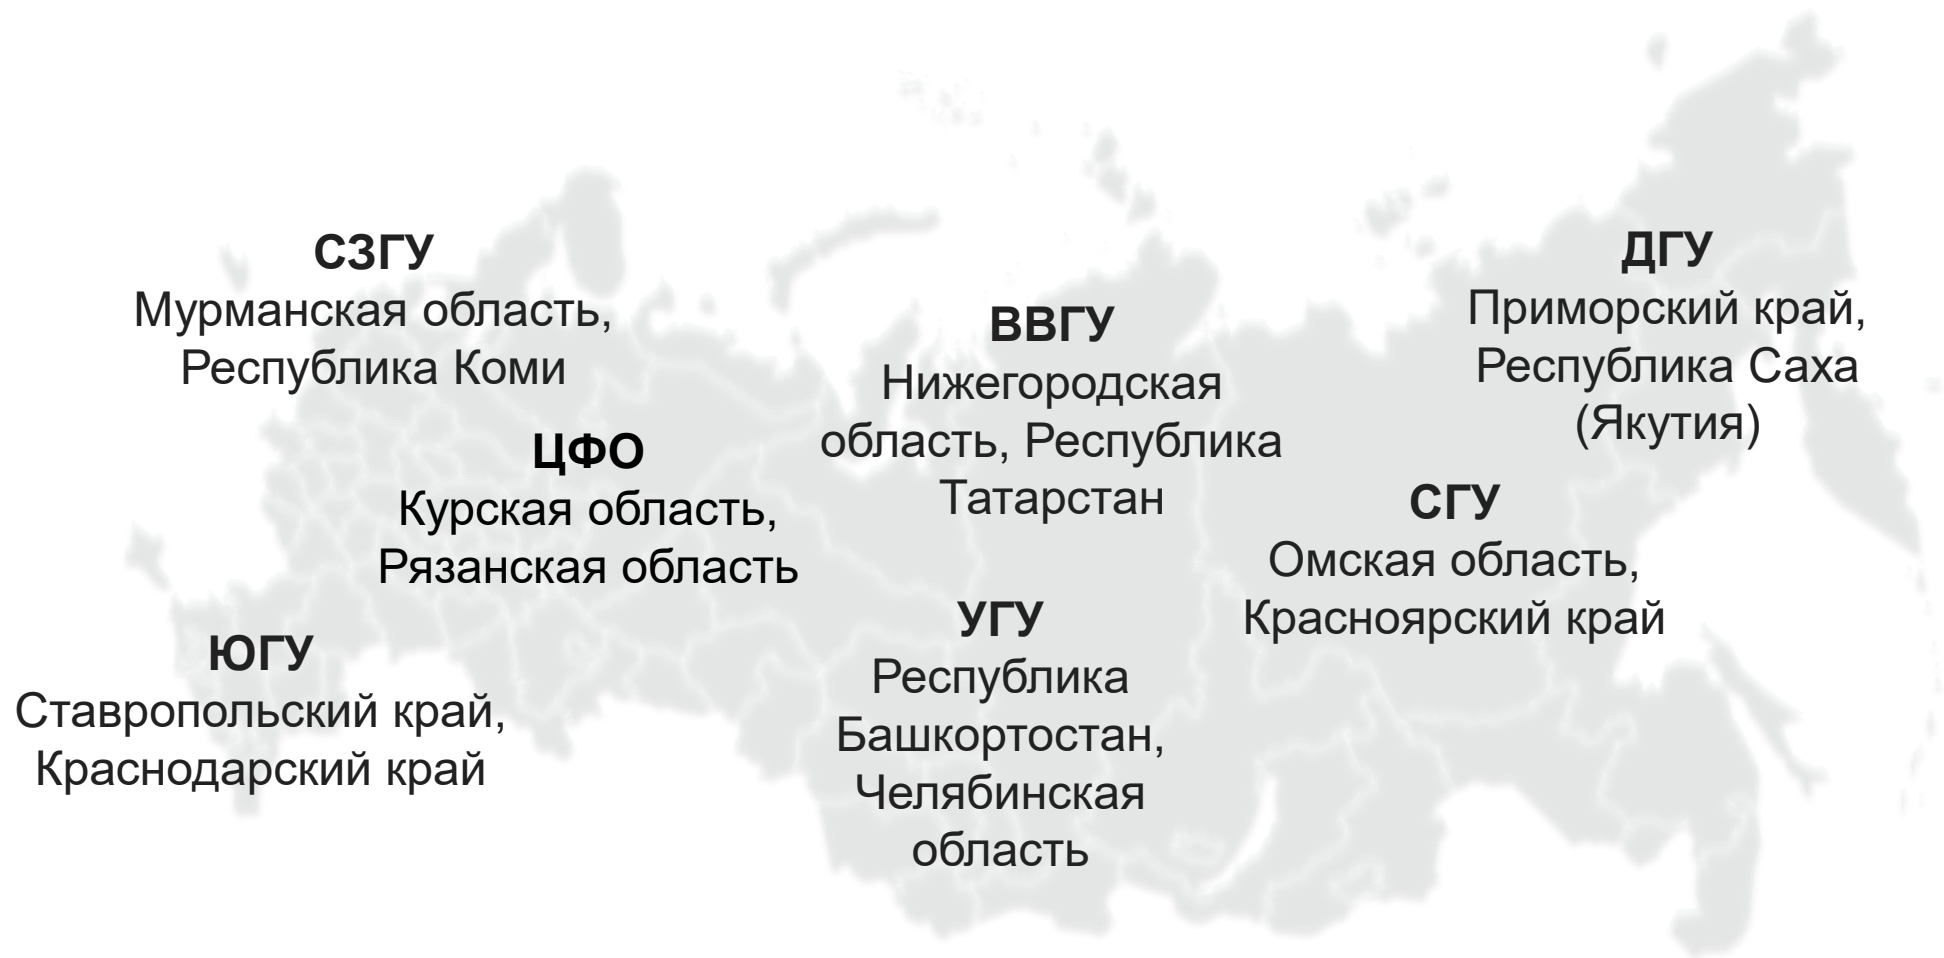 СЗГУ
Мурманская область,
Республика Коми
ЦФО
Курская область,
Рязанская область
ЮГУ
Ставропольский край,
Краснодарский край
ВВГУ
Нижегородская
область, Республика
Татарстан
УГУ
Республика
Башкортостан,
Челябинская
область
ДГУ
Приморский край,
Республика Саха
(Якутия)
СГУ
Омская область,
Красноярский край